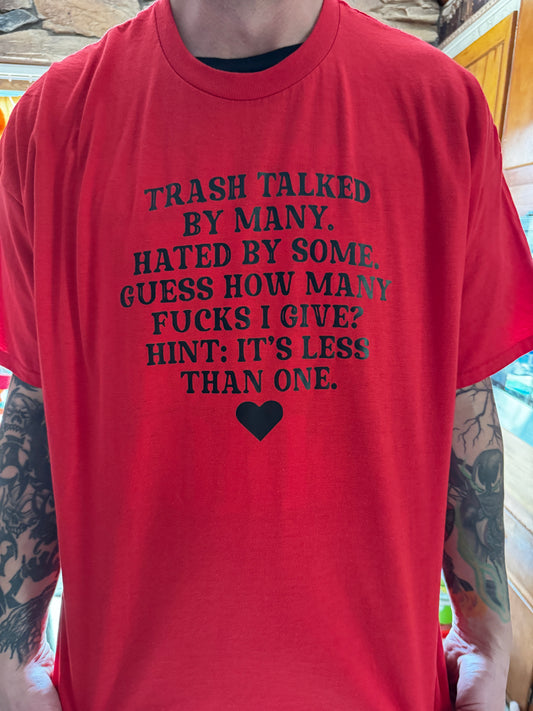 TRASH TALKED
BY MANY.
HATED BY SOME.
GUESS HOW MANY
FUCKS I GIVE?
HINT: IT'S LESS
THAN ONE.